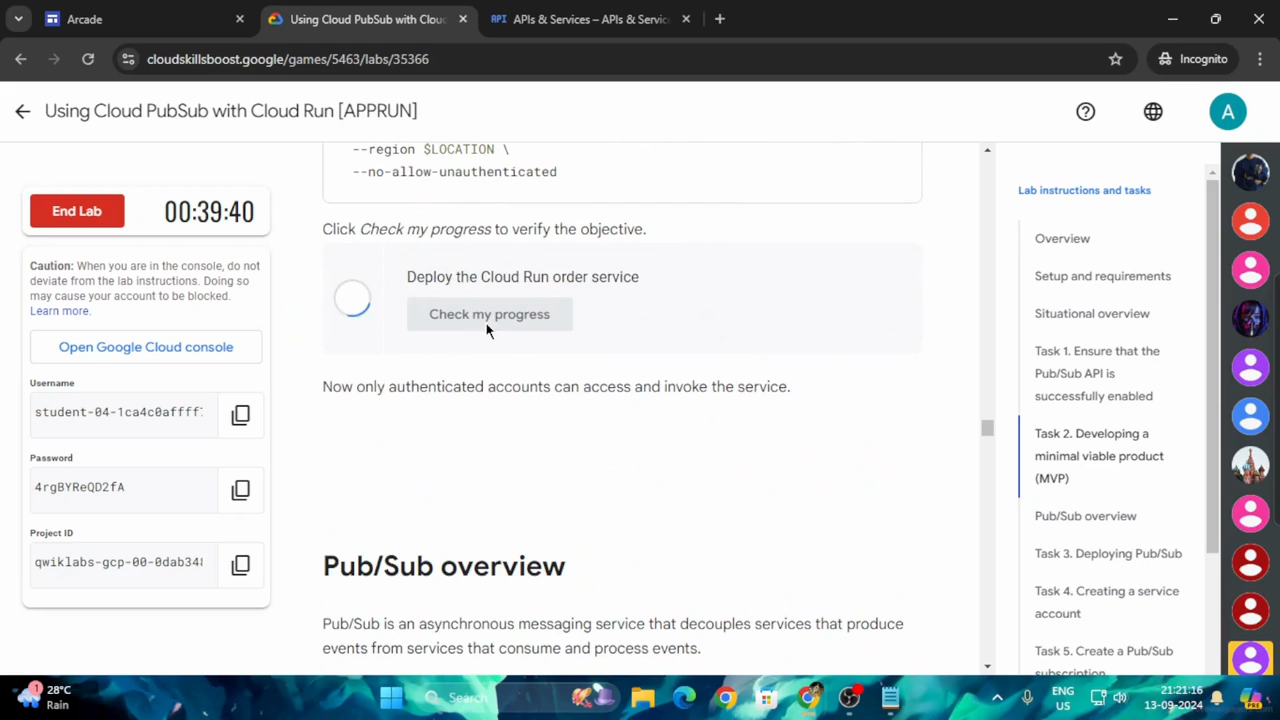 Arcade
Using Cloud PubSub with Clou
API APIs & Services – APIs & Servic
cloudskillsboost.google/games/5463/labs/35366
Incognito
Using Cloud PubSub with Cloud Run [APPRUN]
A
--region $LOCATION \
--no-allow-unauthenticated
End Lab
00:39:40
Click Check my progress to verify the objective.
Caution: When you are in the console, do not
deviate from the lab instructions. Doing so
may cause your account to be blocked.
Learn more.
Open Google Cloud console
Username
student-04-1ca4c0affff
Password
4rgBYReQD2fA
Project ID
qwiklabs-gcp-00-0dab348
Deploy the Cloud Run order service
Check my progress
Now only authenticated accounts can access and invoke the service.
Pub/Sub overview
Pub/Sub is an asynchronous messaging service that decouples services that produce
events from services that consume and process events.
Lab instructions and tasks
Overview
Setup and requirements
Situational overview
Task 1. Ensure that the
Pub/Sub API is
successfully enabled
Task 2. Developing a
minimal viable product
(MVP)
Pub/Sub overview
Task 3. Deploying Pub/Sub
Task 4. Creating a service
account
Task 5. Create a Pub/Sub
subscription
1
28°C
Rain
Search
ENG
ME
21:21:16
13-09-2024
PRE